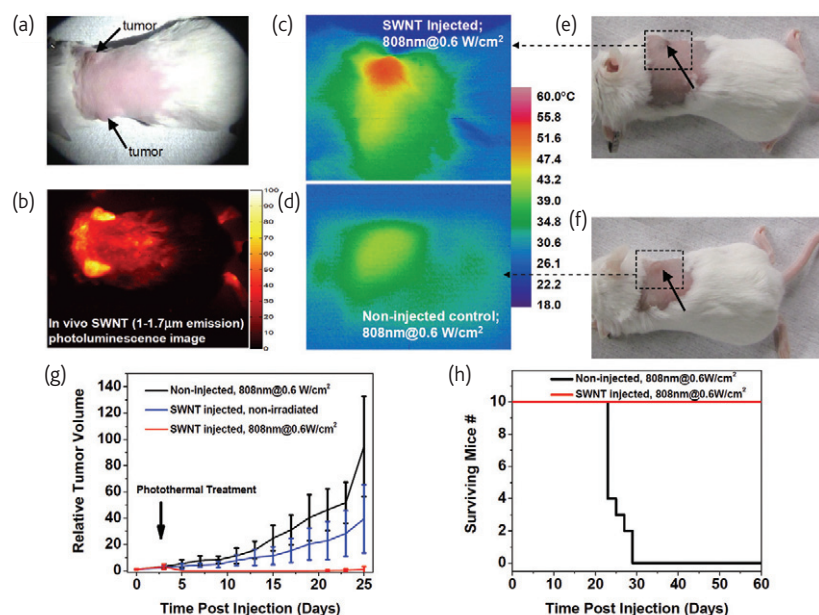 (a)
tumor
tumor
(b)
100
90
80
70
60
50
40
30
20
10
0
In vivo SWNT (1-1.7μm emission)
photoluminescence image
(c)
SWNT Injected;
808nm@0.6 W/cm²
(d)
Non-injected control;
808nm@0.6 W/cm²
60.0°C
55.8
51.6
47.4
43.2
39.0
34.8
30.6
26.1
22.2
18.0
(e)
(f)
(g)
Non-Injected, 808nm@0.6 W/cm²
SWNT injected, non-irradiated
SWNT injected, 808nm@0.6W/cm²
Photothermal Treatment
Relative Tumor Volume
140
120
100
80
60
40
20
0
0 5 10 15 20 25
Time Post Injection (Days)
(h)
Non-injected, 808nm@0.6W/cm²
SWNT injected, 808nm@0.6W/cm²
Surviving Mice #
10
8
6
4
2
0
0 10 20 30 40 50 60
Time Post Injection (Days)